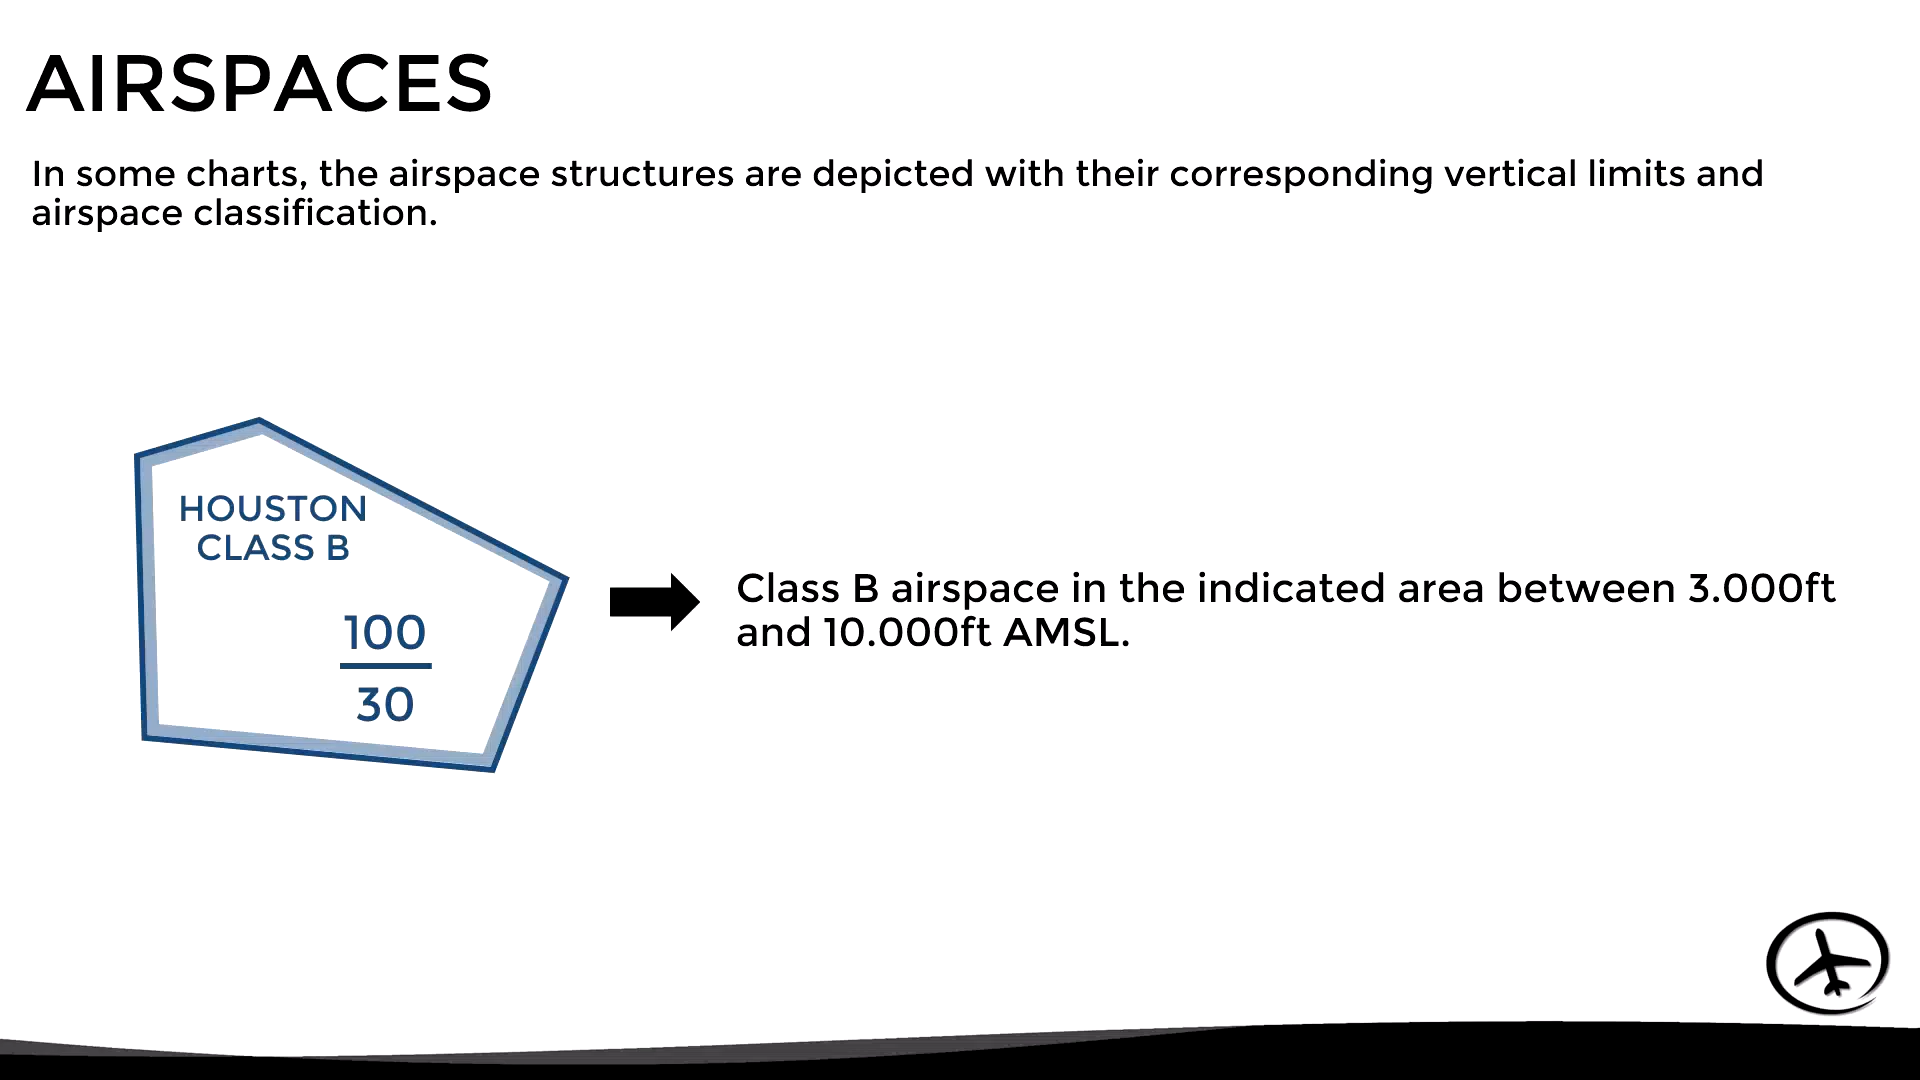 AIRSPACES
In some charts, the airspace structures are depicted with their corresponding vertical limits and
airspace classification.
HOUSTON
CLASS B
100
30
Class B airspace in the indicated area between 3.000ft
and 10.000ft AMSL.